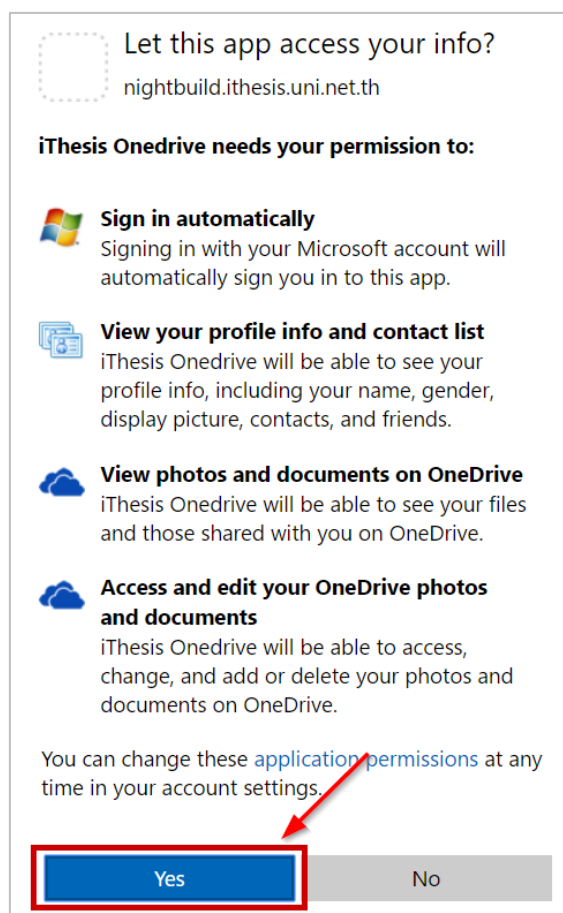 Let this app access your info?
nightbuild.ithesis.uni.net.th
iThesis Onedrive needs your permission to:
Sign in automatically
Signing in with your Microsoft account will
automatically sign you in to this app.
View your profile info and contact list
iThesis Onedrive will be able to see your
profile info, including your name, gender,
display picture, contacts, and friends.
View photos and documents on OneDrive
iThesis Onedrive will be able to see your files
and those shared with you on OneDrive.
Access and edit your OneDrive photos
and documents
iThesis Onedrive will be able to access,
change, and add or delete your photos and
documents on OneDrive.
You can change these application permissions at any
time in your account settings.
Yes
No